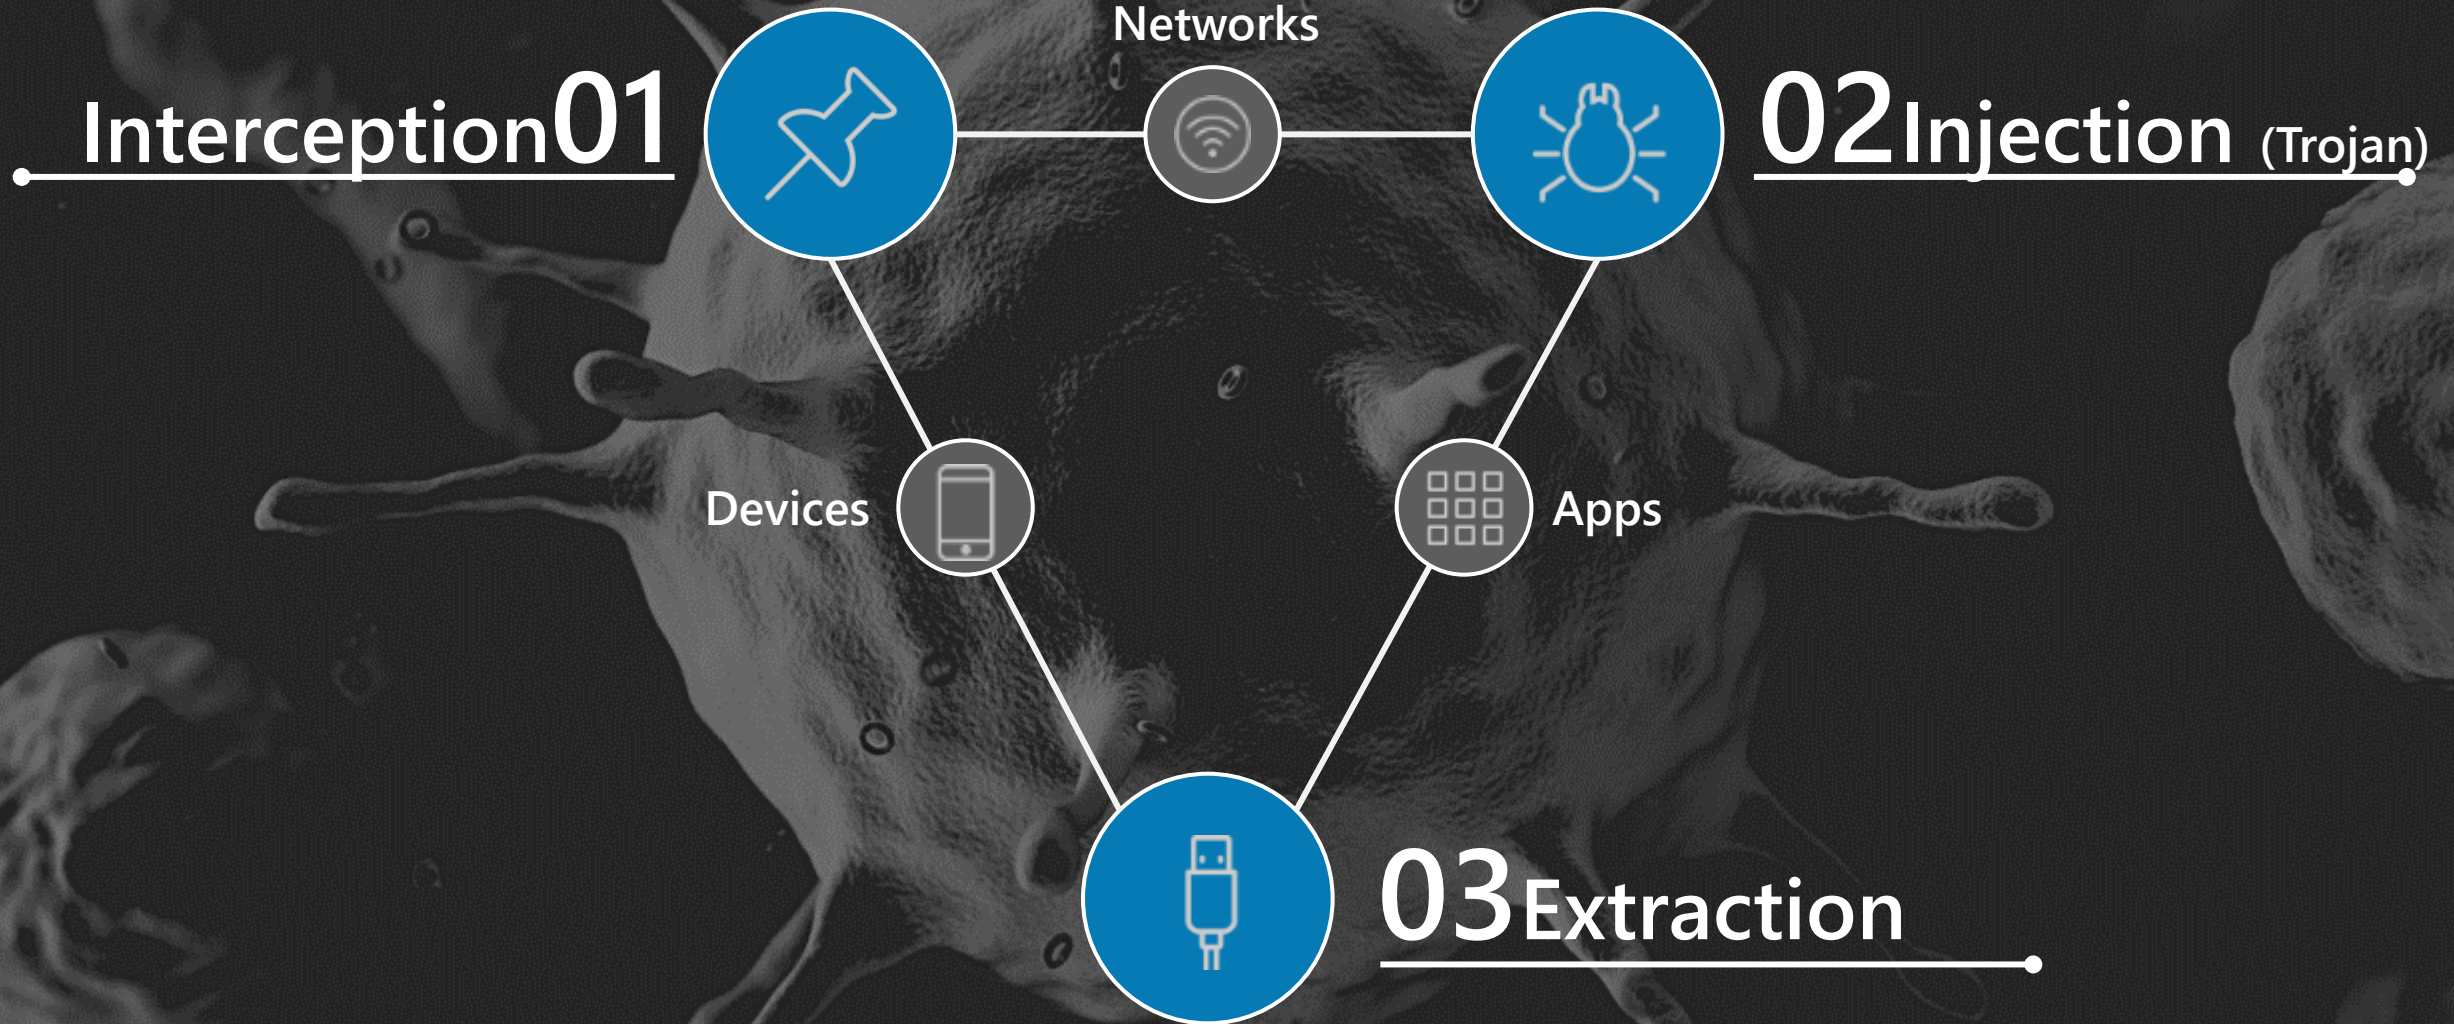 Networks
Interception01
02Injection (Trojan)
Devices
Apps
03Extraction